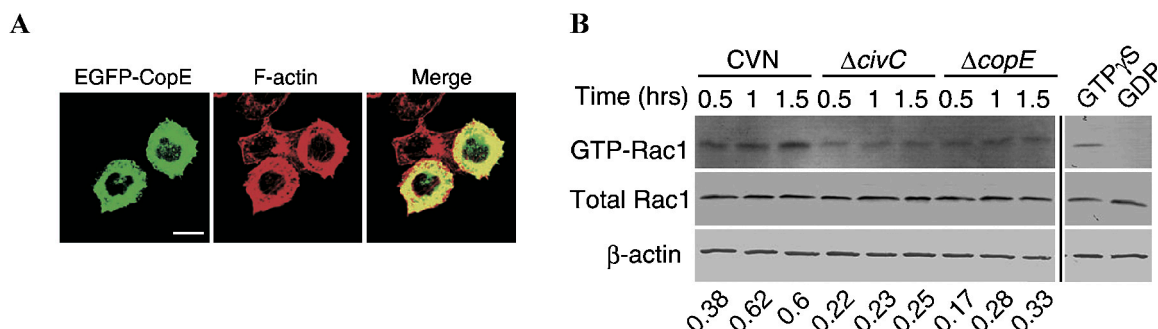 A
EGFP-CopE F-actin Merge
B
CVN ΔcivC ΔcopE
Time (hrs) 0.5 1 1.5 0.5 1 1.5 0.5 1 1.5 GTPγS GDP
GTP-Rac1
Total Rac1
β-actin
0.38 0.62 0.6 0.22 0.23 0.25 0.17 0.28 0.33